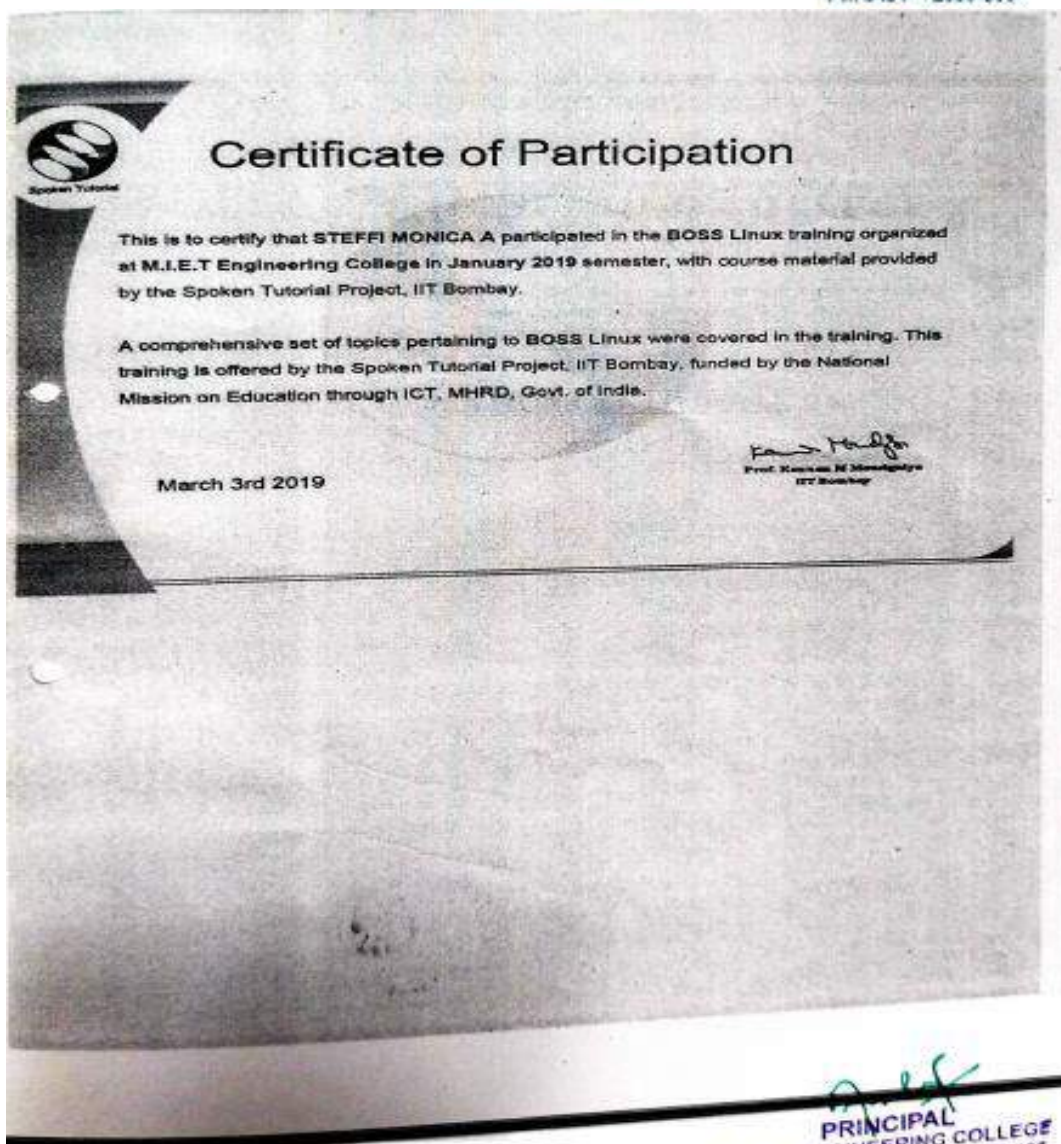 Spoken Tutorial
Certificate of Participation
This is to certify that STEFFI MONICA A participated in the BOSS Linux training organized
at M.I.E.T Engineering College in January 2019 semester, with course material provided
by the Spoken Tutorial Project, IIT Bombay.
A comprehensive set of topics pertaining to BOSS Linux were covered in the training. This
training is offered by the Spoken Tutorial Project, IIT Bombay, funded by the National
Mission on Education through ICT, MHRD, Govt. of India.
March 3rd 2019
Prof. Kannan M Moudgalya
IIT Bombay
PRINCIPAL
COLLEGE